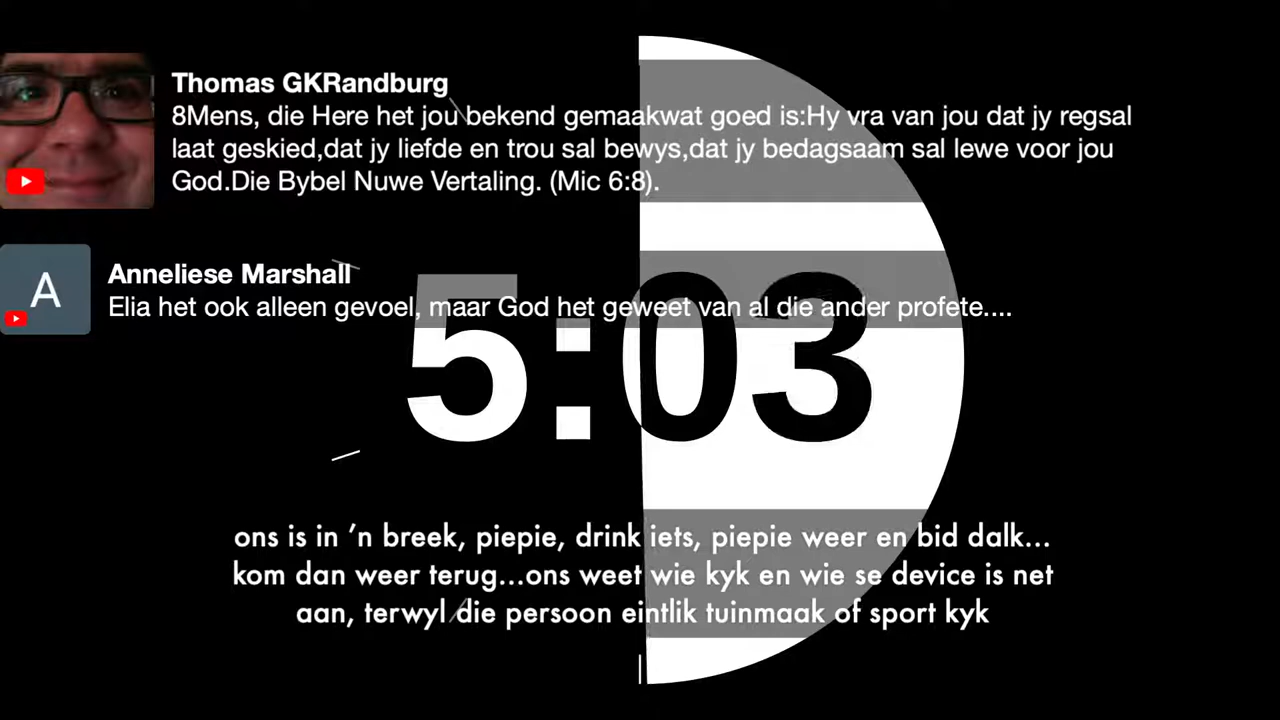 Thomas GKRandburg
8Mens, die Here het jou bekend gemaakwat goed is:Hy vra van jou dat jy regsal
laat geskied,dat jy liefde en trou sal bewys,dat jy bedagsaam sal lewe voor jou
God.Die Bybel Nuwe Vertaling. (Mic 6:8).
A
Anneliese Marshall
Elia het ook alleen gevoel, maar God het geweet van al die ander profete....
5:03
ons is in ’n breek, piepie, drink iets, piepie weer en bid dalk...
kom dan weer terug...ons weet wie kyk en wie se device is net
aan, terwyl die persoon eintlik tuinmaak of sport kyk